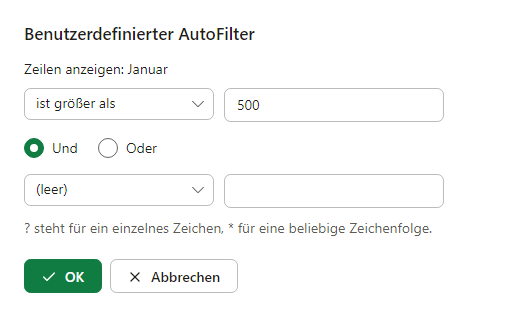 Benutzerdefinierter AutoFilter
Zeilen anzeigen: Januar
ist größer als 500
Und Oder
(leer)
? steht für ein einzelnes Zeichen, * für eine beliebige Zeichenfolge.
OK Abbrechen